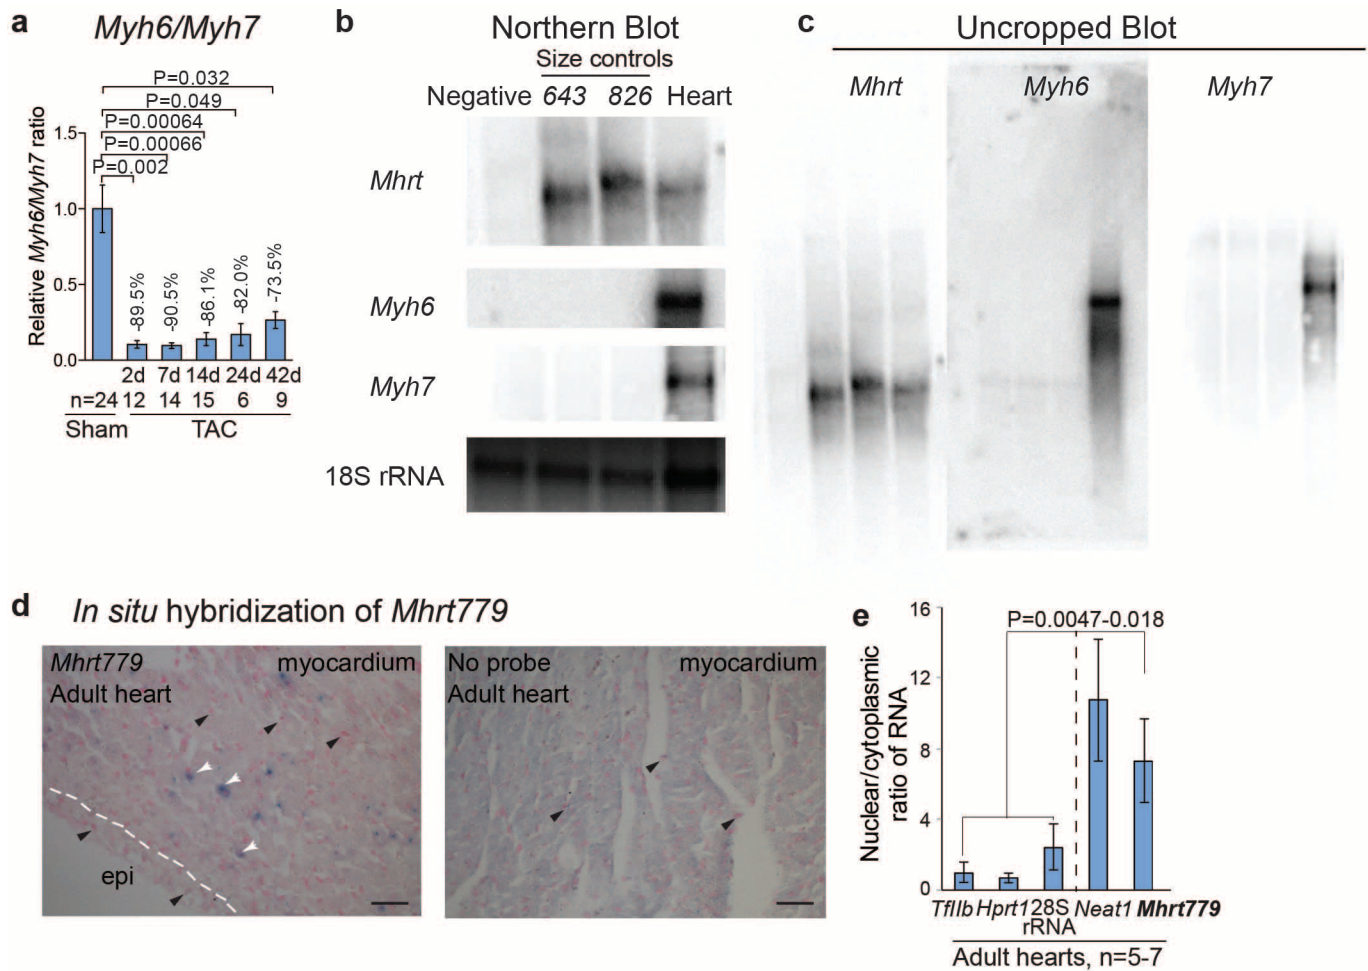 a Myh6/Myh7
P=0.032
P=0.049
P=0.00064
P=0.00066
P=0.002
Relative Myh6/Myh7 ratio
1.5
1.0
0.5
0.0
-89.5%
-90.5%
-86.1%
-82.0%
-73.5%
2d 7d 14d 24d 42d
n=24 12 14 15 6 9
Sham TAC
b Northern Blot
Size controls
Negative 643 826 Heart
Mhrt
Myh6
Myh7
18S rRNA
c Uncropped Blot
Mhrt Myh6 Myh7
d In situ hybridization of Mhrt779
Mhrt779 myocardium
Adult heart
epi
No probe myocardium
Adult heart
e
P=0.0047-0.018
Nuclear/cytoplasmic
ratio of RNA
16
12
8
4
0
TfIIb Hprt1 28S Neat1 Mhrt779
rRNA
Adult hearts, n=5-7